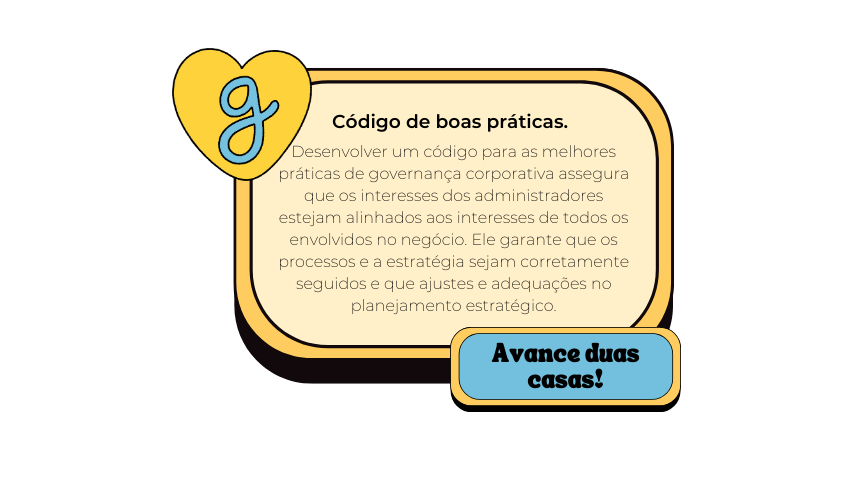 g
Código de boas práticas.
Desenvolver um código para as melhores
práticas de governança corporativa assegura
que os interesses dos administradores
estejam alinhados aos interesses de todos os
envolvidos no negócio. Ele garante que os
processos e a estratégia sejam corretamente
seguidos e que ajustes e adequações no
planejamento estratégico.
Avance duas
casas!